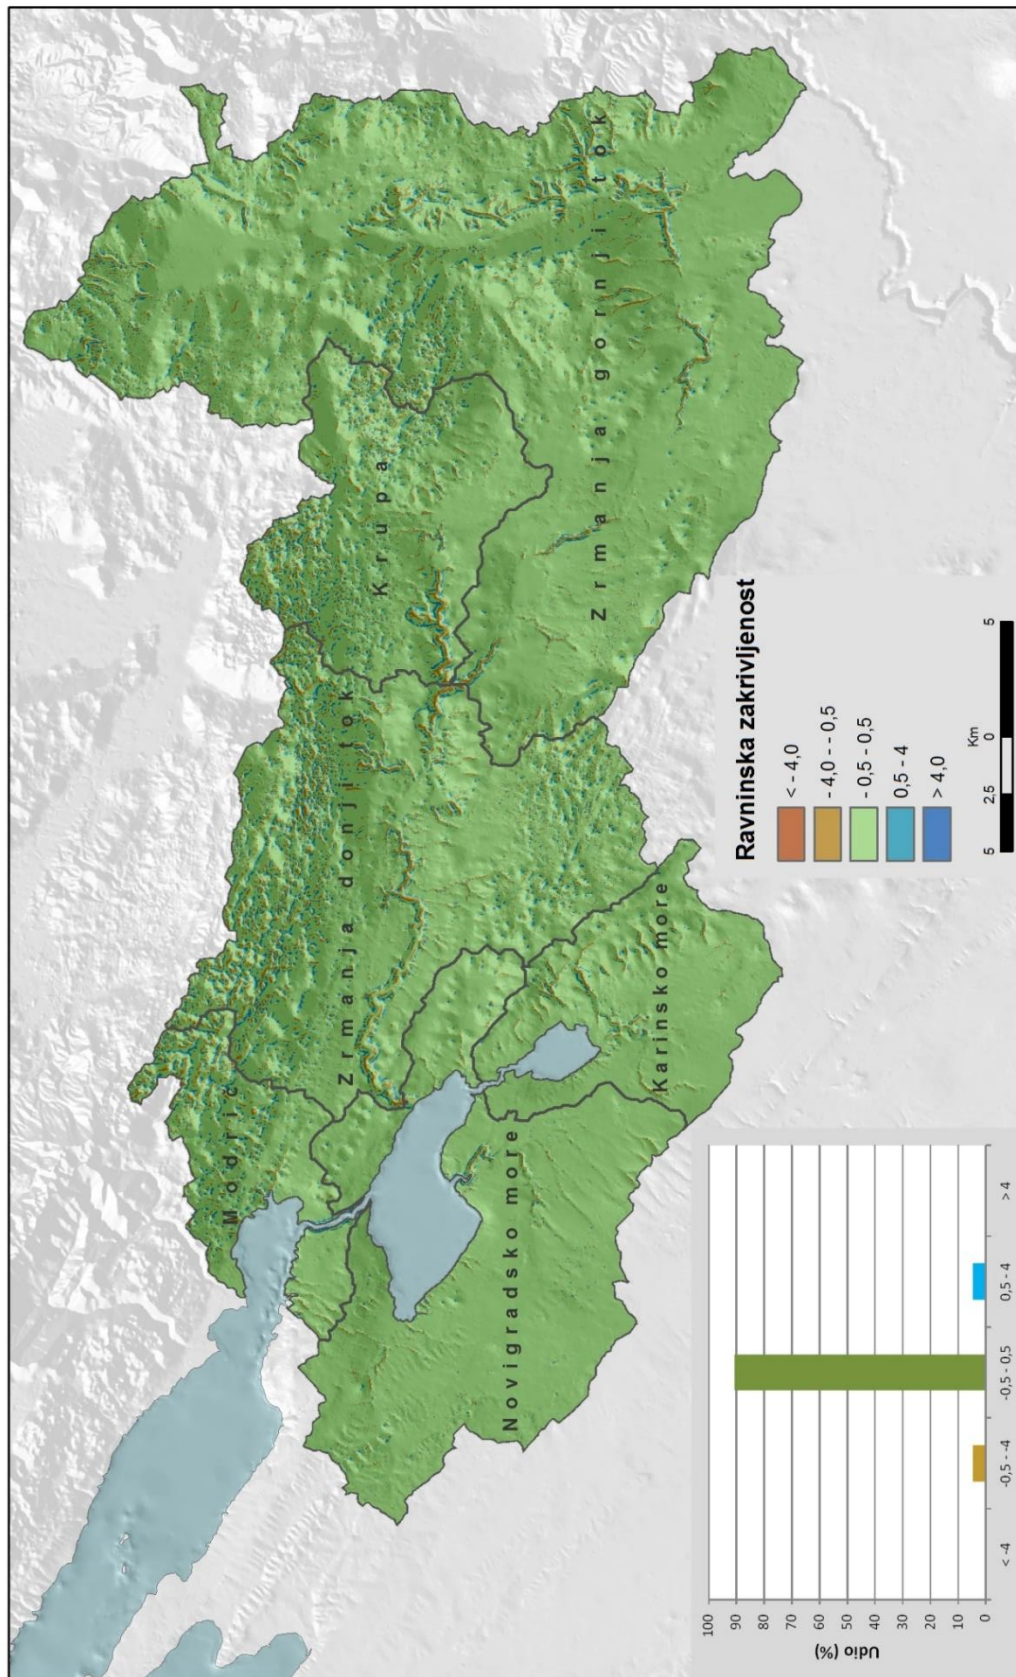 Modrič
Zrmanja donji tok
Krupa
Zrmanja gornji tok
Novigradsko more
Karinsko more
Ravninska zakrivljenost
< - 4,0
- 4,0 - - 0,5
- 0,5 - 0,5
0,5 - 4
> 4,0
Km
5 2,5 0 5
Udio (%)
100
90
80
70
60
50
40
30
20
10
0
< -4 -0,5 - -4 -0,5 - 0,5 0,5 - 4 > 4